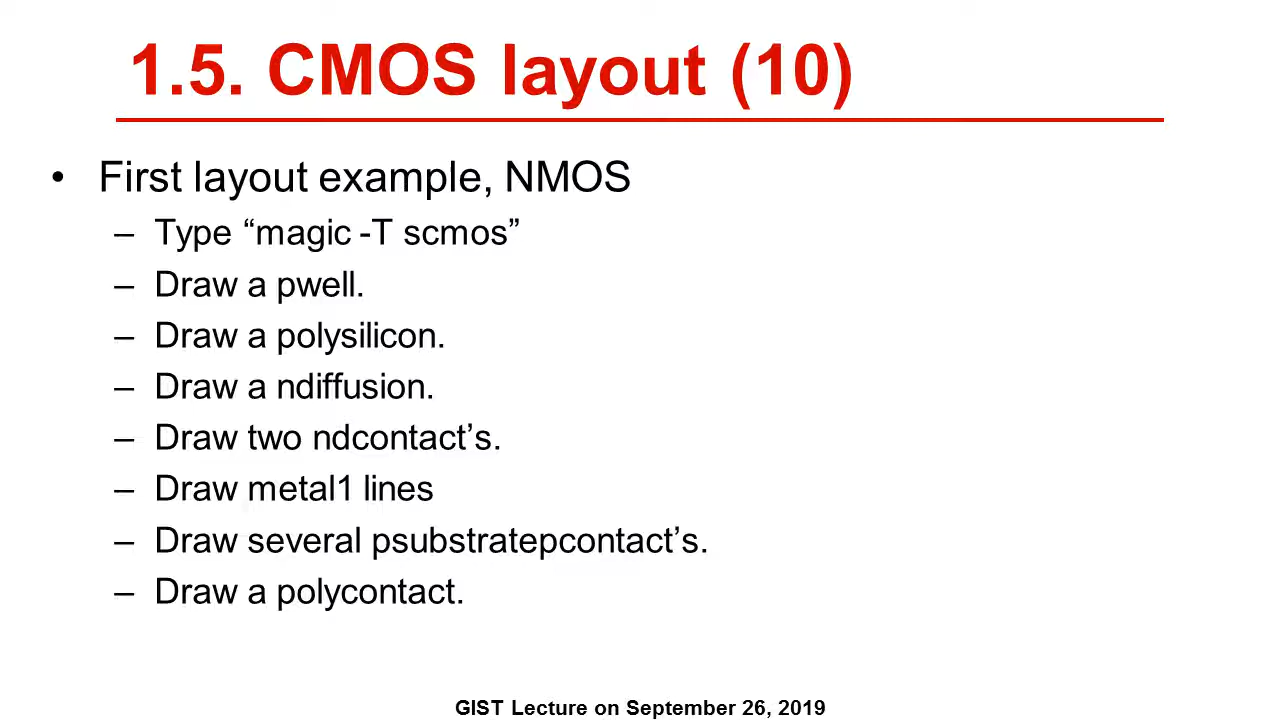 1.5. CMOS layout (10)
• First layout example, NMOS
– Type “magic -T scmos”
– Draw a pwell.
– Draw a polysilicon.
– Draw a ndiffusion.
– Draw two ndcontact’s.
– Draw metal1 lines
– Draw several psubstratepcontact’s.
– Draw a polycontact.
GIST Lecture on September 26, 2019